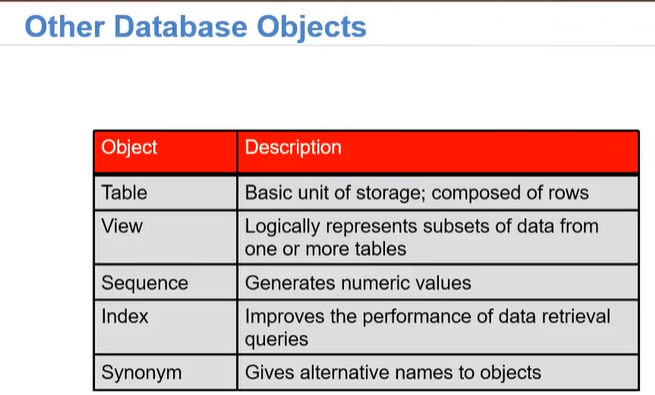 Other Database Objects
Object Description
Table Basic unit of storage; composed of rows
View Logically represents subsets of data from
one or more tables
Sequence Generates numeric values
Index Improves the performance of data retrieval
queries
Synonym Gives alternative names to objects